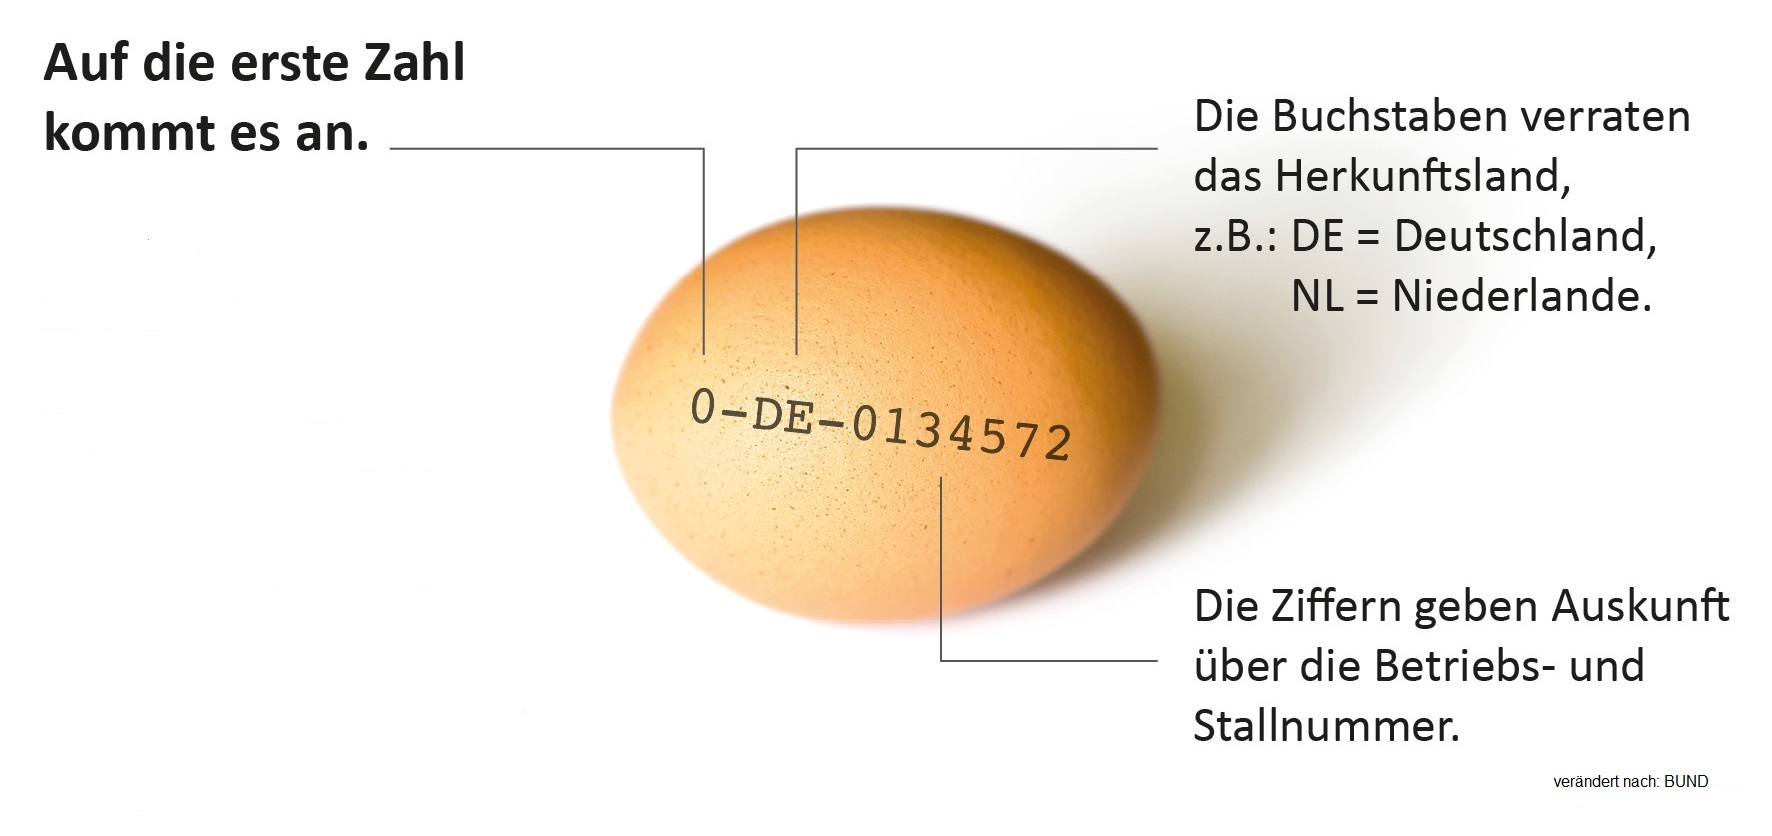 Auf die erste Zahl
kommt es an.
Die Buchstaben verraten
das Herkunftsland,
z.B.: DE = Deutschland,
NL = Niederlande.
0-DE-0134572
Die Ziffern geben Auskunft
über die Betriebs- und
Stallnummer.
verändert nach: BUND